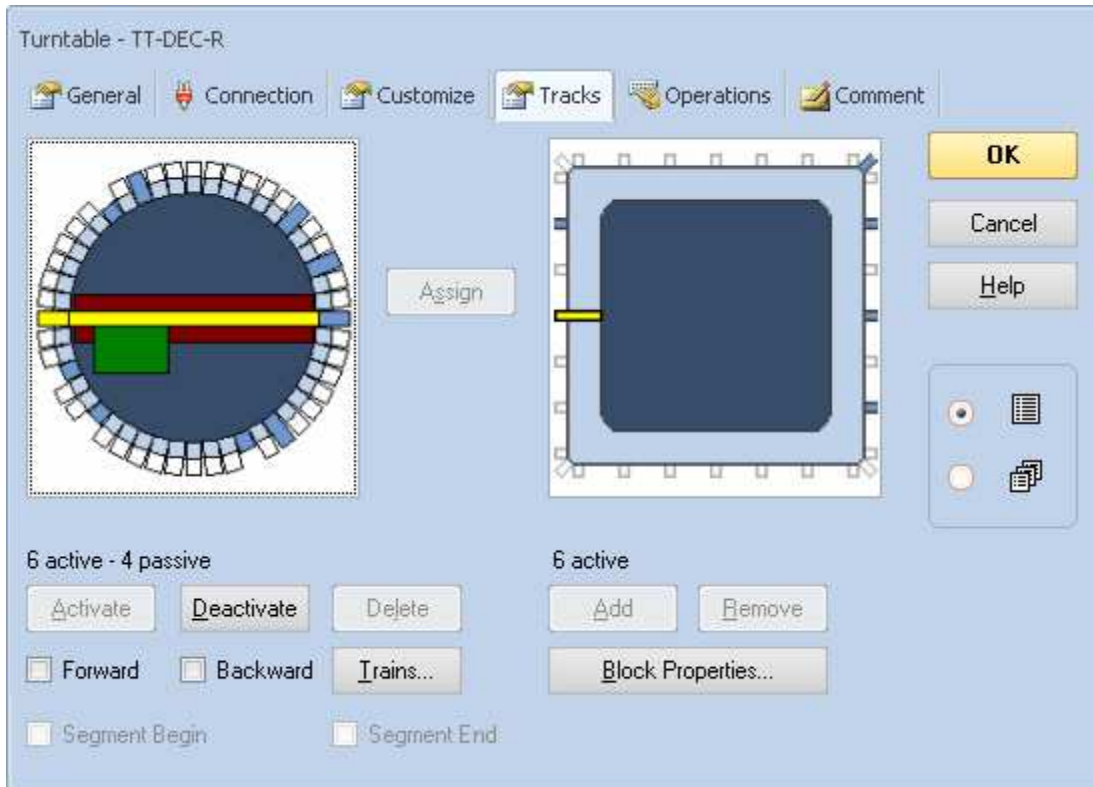 Turntable - TT-DEC-R
General Connection Customize Tracks Operations Comment
OK
Assign
Cancel
Help
6 active - 4 passive
6 active
Activate Deactivate Delete
Add Remove
Forward Backward Trains...
Block Properties...
Segment Begin Segment End